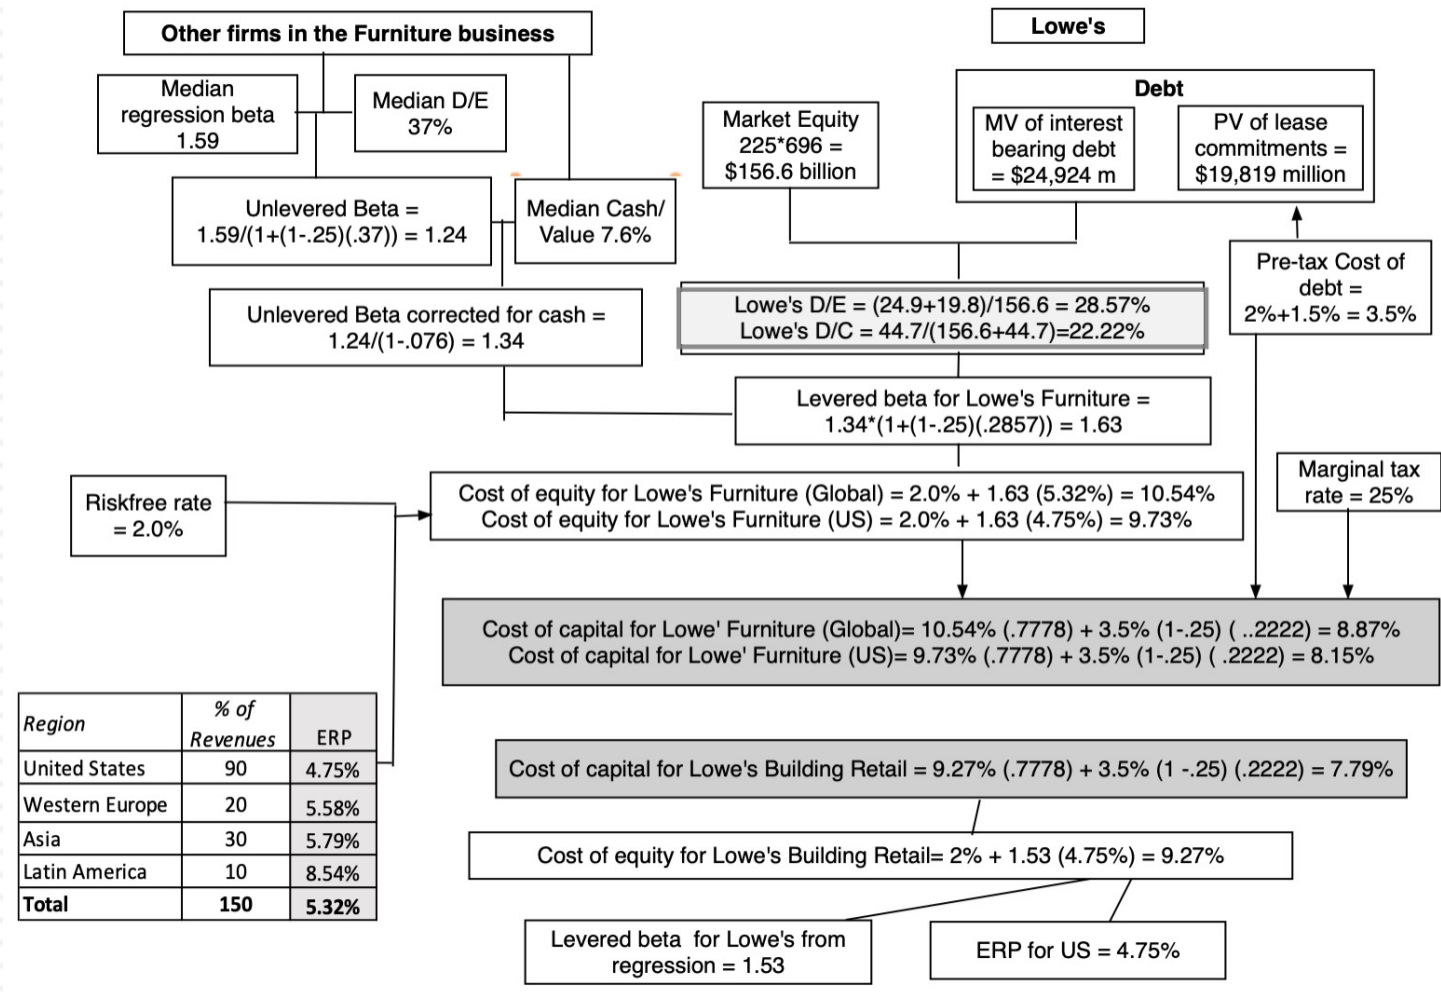 Other firms in the Furniture business
Lowe's
Median
regression beta
1.59
Median D/E
37%
Market Equity
225*696 =
$156.6 billion
Debt
MV of interest
bearing debt
= $24,924 m
PV of lease
commitments =
$19,819 million
Unlevered Beta =
1.59/(1+(1-.25)(.37)) = 1.24
Median Cash/
Value 7.6%
Pre-tax Cost of
debt =
2%+1.5% = 3.5%
Unlevered Beta corrected for cash =
1.24/(1-.076) = 1.34
Lowe's D/E = (24.9+19.8)/156.6 = 28.57%
Lowe's D/C = 44.7/(156.6+44.7)=22.22%
Levered beta for Lowe's Furniture =
1.34*(1+(1-.25)(.2857)) = 1.63
Marginal tax
rate = 25%
Riskfree rate
= 2.0%
Cost of equity for Lowe's Furniture (Global) = 2.0% + 1.63 (5.32%) = 10.54%
Cost of equity for Lowe's Furniture (US) = 2.0% + 1.63 (4.75%) = 9.73%
Cost of capital for Lowe' Furniture (Global)= 10.54% (.7778) + 3.5% (1-.25) ( ..2222) = 8.87%
Cost of capital for Lowe' Furniture (US)= 9.73% (.7778) + 3.5% (1-.25) ( .2222) = 8.15%
Region % of Revenues ERP
United States 90 4.75%
Western Europe 20 5.58%
Asia 30 5.79%
Latin America 10 8.54%
Total 150 5.32%
Cost of capital for Lowe's Building Retail = 9.27% (.7778) + 3.5% (1 -.25) (.2222) = 7.79%
Cost of equity for Lowe's Building Retail= 2% + 1.53 (4.75%) = 9.27%
Levered beta for Lowe's from
regression = 1.53
ERP for US = 4.75%